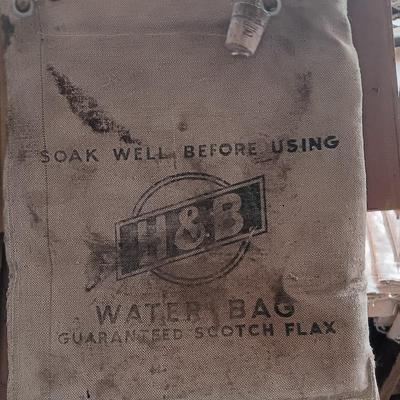 SOAK WELL BEFORE USING
H&B
WATER BAG
GUARANTEED SCOTCH FLAX